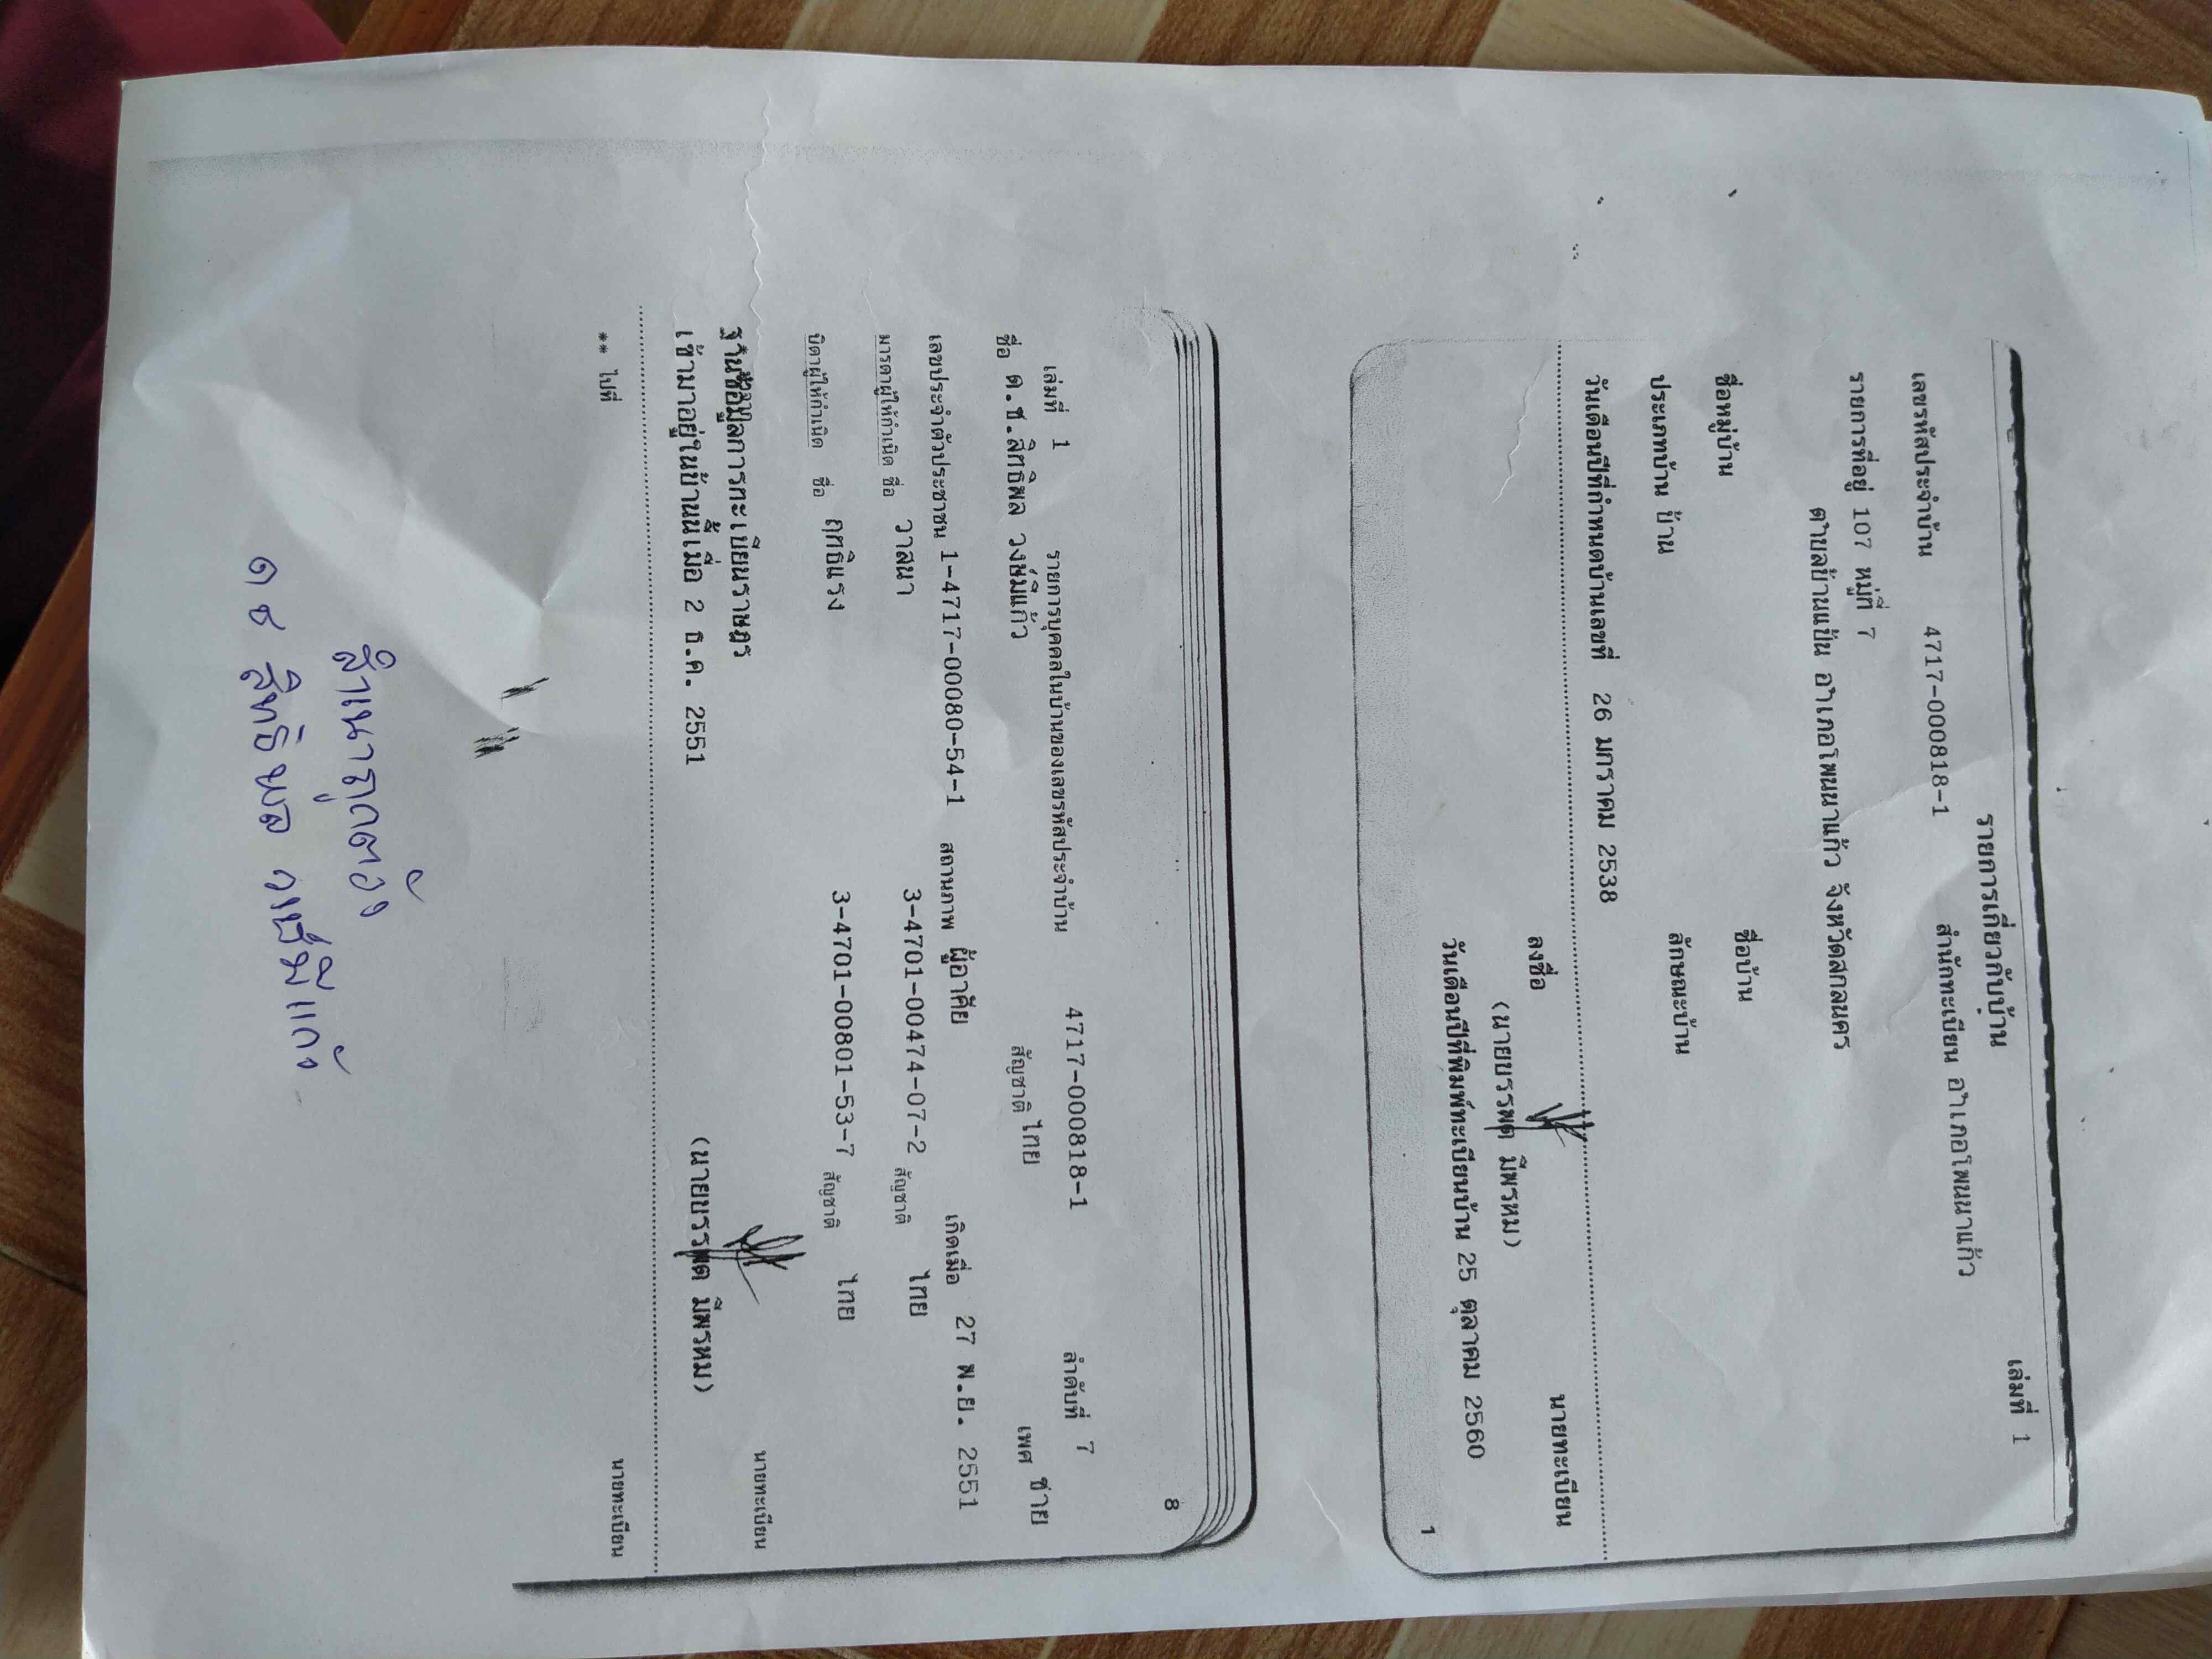 รายการเกี่ยวกับบ้าน เล่มที่ 1
เลขรหัสประจำบ้าน 4717-000818-1 สำนักทะเบียน อำเภอโพนนาแก้ว
รายการที่อยู่ 107 หมู่ที่ 7
ตำบลบ้านแป้น อำเภอโพนนาแก้ว จังหวัดสกลนคร
ชื่อหมู่บ้าน ชื่อบ้าน
ประเภทบ้าน บ้าน ลักษณะบ้าน
วันเดือนปีที่กำหนดบ้านเลขที่ 26 มกราคม 2538
ลงชื่อ นายทะเบียน
(นายบรรพต มีพรหม)
วันเดือนปีที่พิมพ์ทะเบียนบ้าน 25 ตุลาคม 2560
1
8
เล่มที่ 1 รายการบุคคลในบ้านของเลขรหัสประจำบ้าน 4717-000818-1 ลำดับที่ 7
ชื่อ ด.ช.สิทธิพล วงษ์มีแก้ว สัญชาติ ไทย เพศ ชาย
เลขประจำตัวประชาชน 1-4717-00080-54-1 สถานภาพ ผู้อาศัย เกิดเมื่อ 27 พ.ย. 2551
มารดาผู้ให้กำเนิด ชื่อ วาสนา 3-4701-00474-07-2 สัญชาติ ไทย
บิดาผู้ให้กำเนิด ชื่อ ฤทธิแรง 3-4701-00801-53-7 สัญชาติ ไทย
ฐานข้อมูลการทะเบียนราษฎร นายทะเบียน
เข้ามาอยู่ในบ้านนี้เมื่อ 2 ธ.ค. 2551 (นายบรรพต มีพรหม)
** ไปที่ นายทะเบียน
สำเนาถูกต้อง
ด ช สิทธิพล วงษ์มีแก้ว